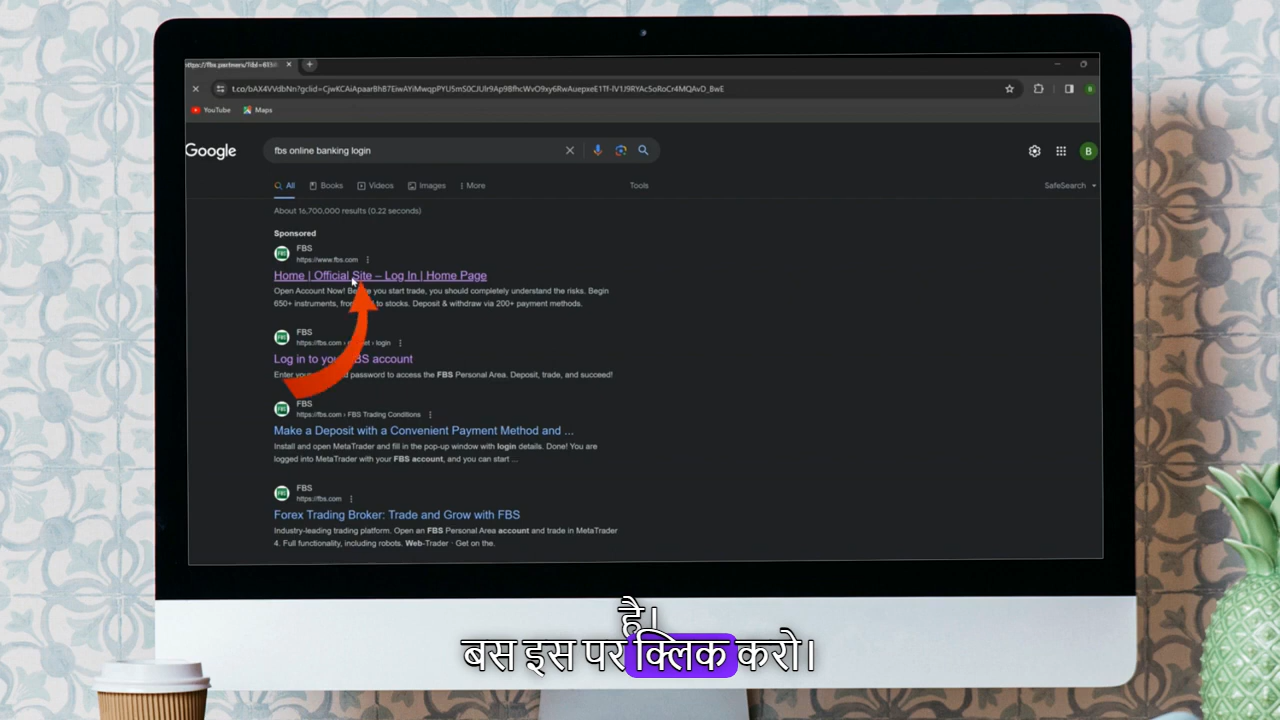 https://fbs.partners/?ibl=6156
t.co/bAX4VVdbNn?gclid=
YouTube
Maps
Google
fbs online banking login
B
All
Books
Videos
Images
More
Tools
SafeSearch
About 16,700,000 results (0.22 seconds)
Sponsored
FBS
https://www.fbs.com
Home | Official Site – Log In | Home Page
Open Account Now! you start trade, you should completely understand the risks. Begin
650+ instruments, to stocks. Deposit & withdraw via 200+ payment methods.
FBS
https://fbs.com › login
Log in to account
Enter password to access the FBS Personal Area. Deposit, trade, and succeed!
FBS
https://fbs.com › FBS Trading Conditions
Make a Deposit with a Convenient Payment Method and ...
Install and open MetaTrader and fill in the pop-up window with login details. Done! You are
logged into MetaTrader with your FBS account, and you can start ...
FBS
https://fbs.com
Forex Trading Broker: Trade and Grow with FBS
Industry-leading trading platform. Open an FBS Personal Area account and trade in MetaTrader
4. Full functionality, including robots. Web-Trader · Get on the.
है।
बस इस पर क्लिक करो।